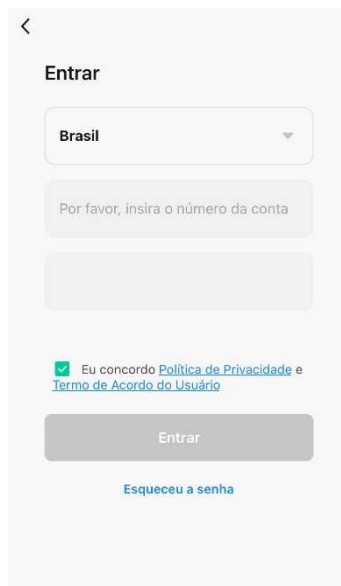 Entrar
Brasil
Por favor, insira o número da conta
Eu concordo Política de Privacidade e
Termo de Acordo do Usuário
Entrar
Esqueceu a senha